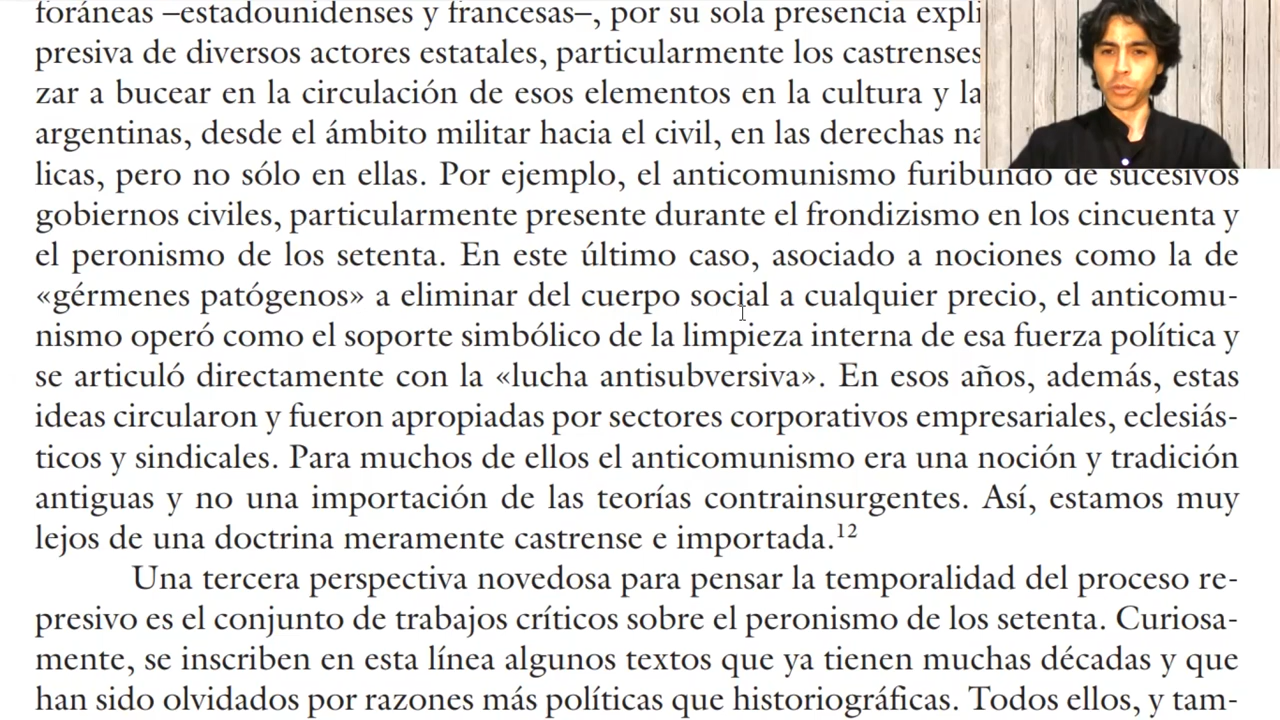 foráneas –estadounidenses y francesas–, por su sola presencia expli
presiva de diversos actores estatales, particularmente los castrenses
zar a bucear en la circulación de esos elementos en la cultura y la
argentinas, desde el ámbito militar hacia el civil, en las derechas na
licas, pero no sólo en ellas. Por ejemplo, el anticomunismo furibundo de sucesivos
gobiernos civiles, particularmente presente durante el frondizismo en los cincuenta y
el peronismo de los setenta. En este último caso, asociado a nociones como la de
«gérmenes patógenos» a eliminar del cuerpo social a cualquier precio, el anticomu-
nismo operó como el soporte simbólico de la limpieza interna de esa fuerza política y
se articuló directamente con la «lucha antisubversiva». En esos años, además, estas
ideas circularon y fueron apropiadas por sectores corporativos empresariales, eclesiás-
ticos y sindicales. Para muchos de ellos el anticomunismo era una noción y tradición
antiguas y no una importación de las teorías contrainsurgentes. Así, estamos muy
lejos de una doctrina meramente castrense e importada.¹²
Una tercera perspectiva novedosa para pensar la temporalidad del proceso re-
presivo es el conjunto de trabajos críticos sobre el peronismo de los setenta. Curiosa-
mente, se inscriben en esta línea algunos textos que ya tienen muchas décadas y que
han sido olvidados por razones más políticas que historiográficas. Todos ellos, y tam-